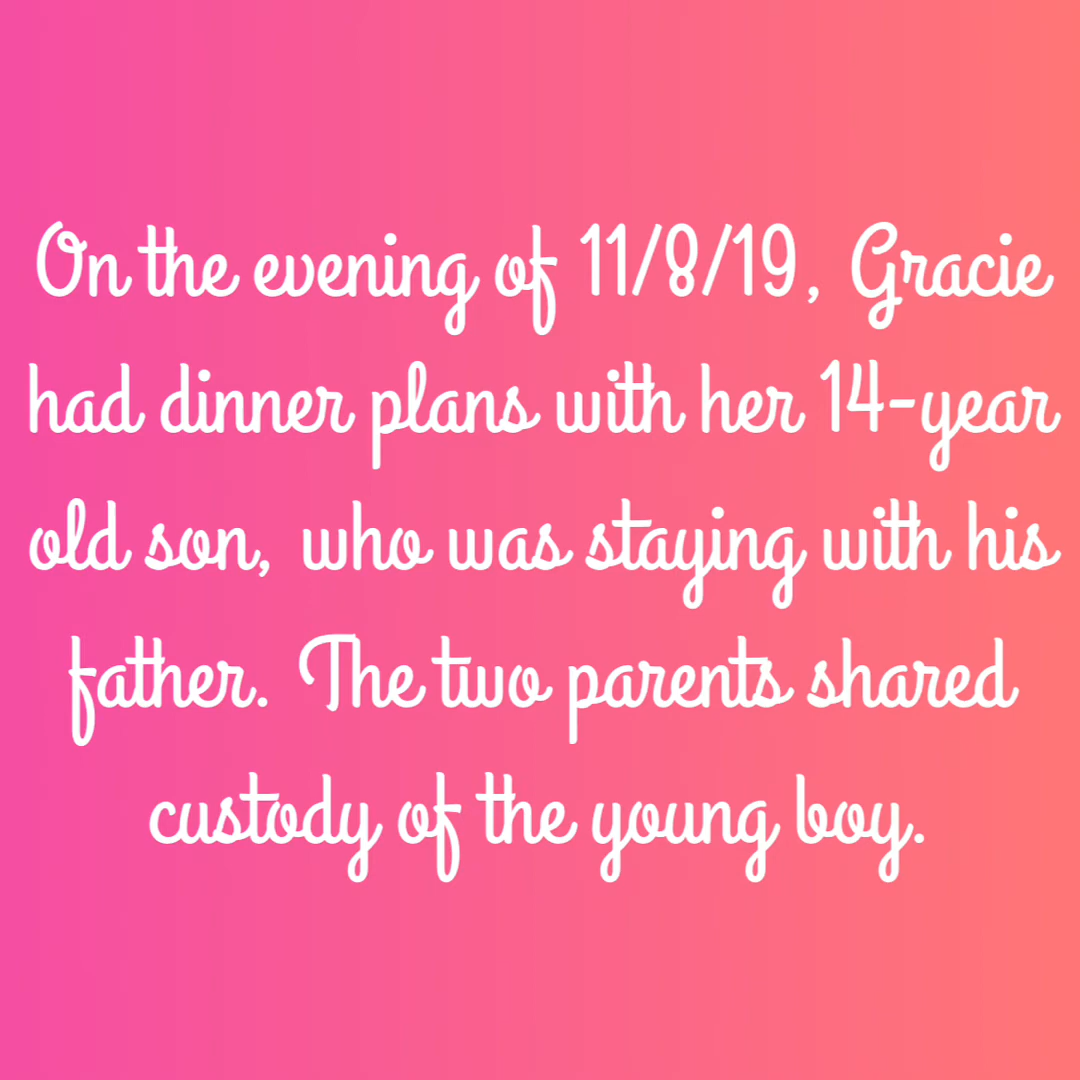 On the evening of 11/8/19, Gracie
had dinner plans with her 14-year
old son, who was staying with his
father. The two parents shared
custody of the young boy.